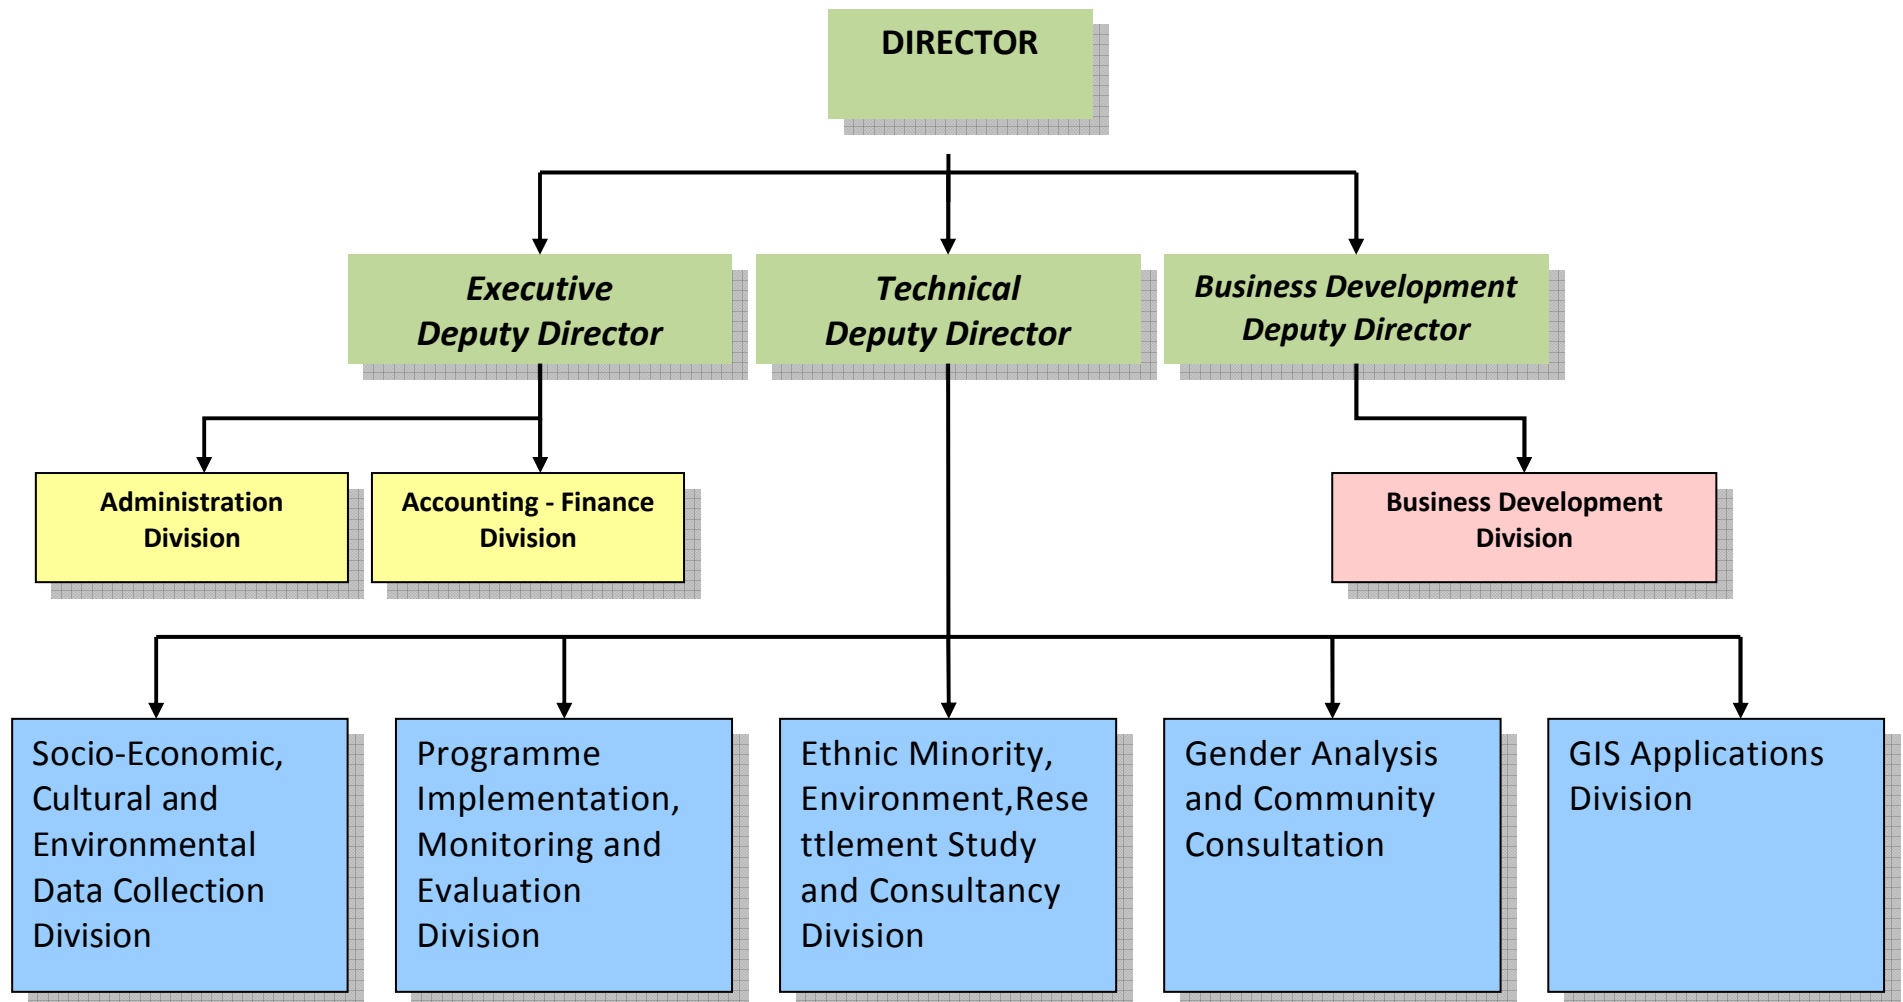 DIRECTOR
Executive
Deputy Director
Technical
Deputy Director
Business Development
Deputy Director
Administration
Division
Accounting - Finance
Division
Business Development
Division
Socio-Economic,
Cultural and
Environmental
Data Collection
Division
Programme
Implementation,
Monitoring and
Evaluation
Division
Ethnic Minority,
Environment,Rese
ttlement Study
and Consultancy
Division
Gender Analysis
and Community
Consultation
GIS Applications
Division